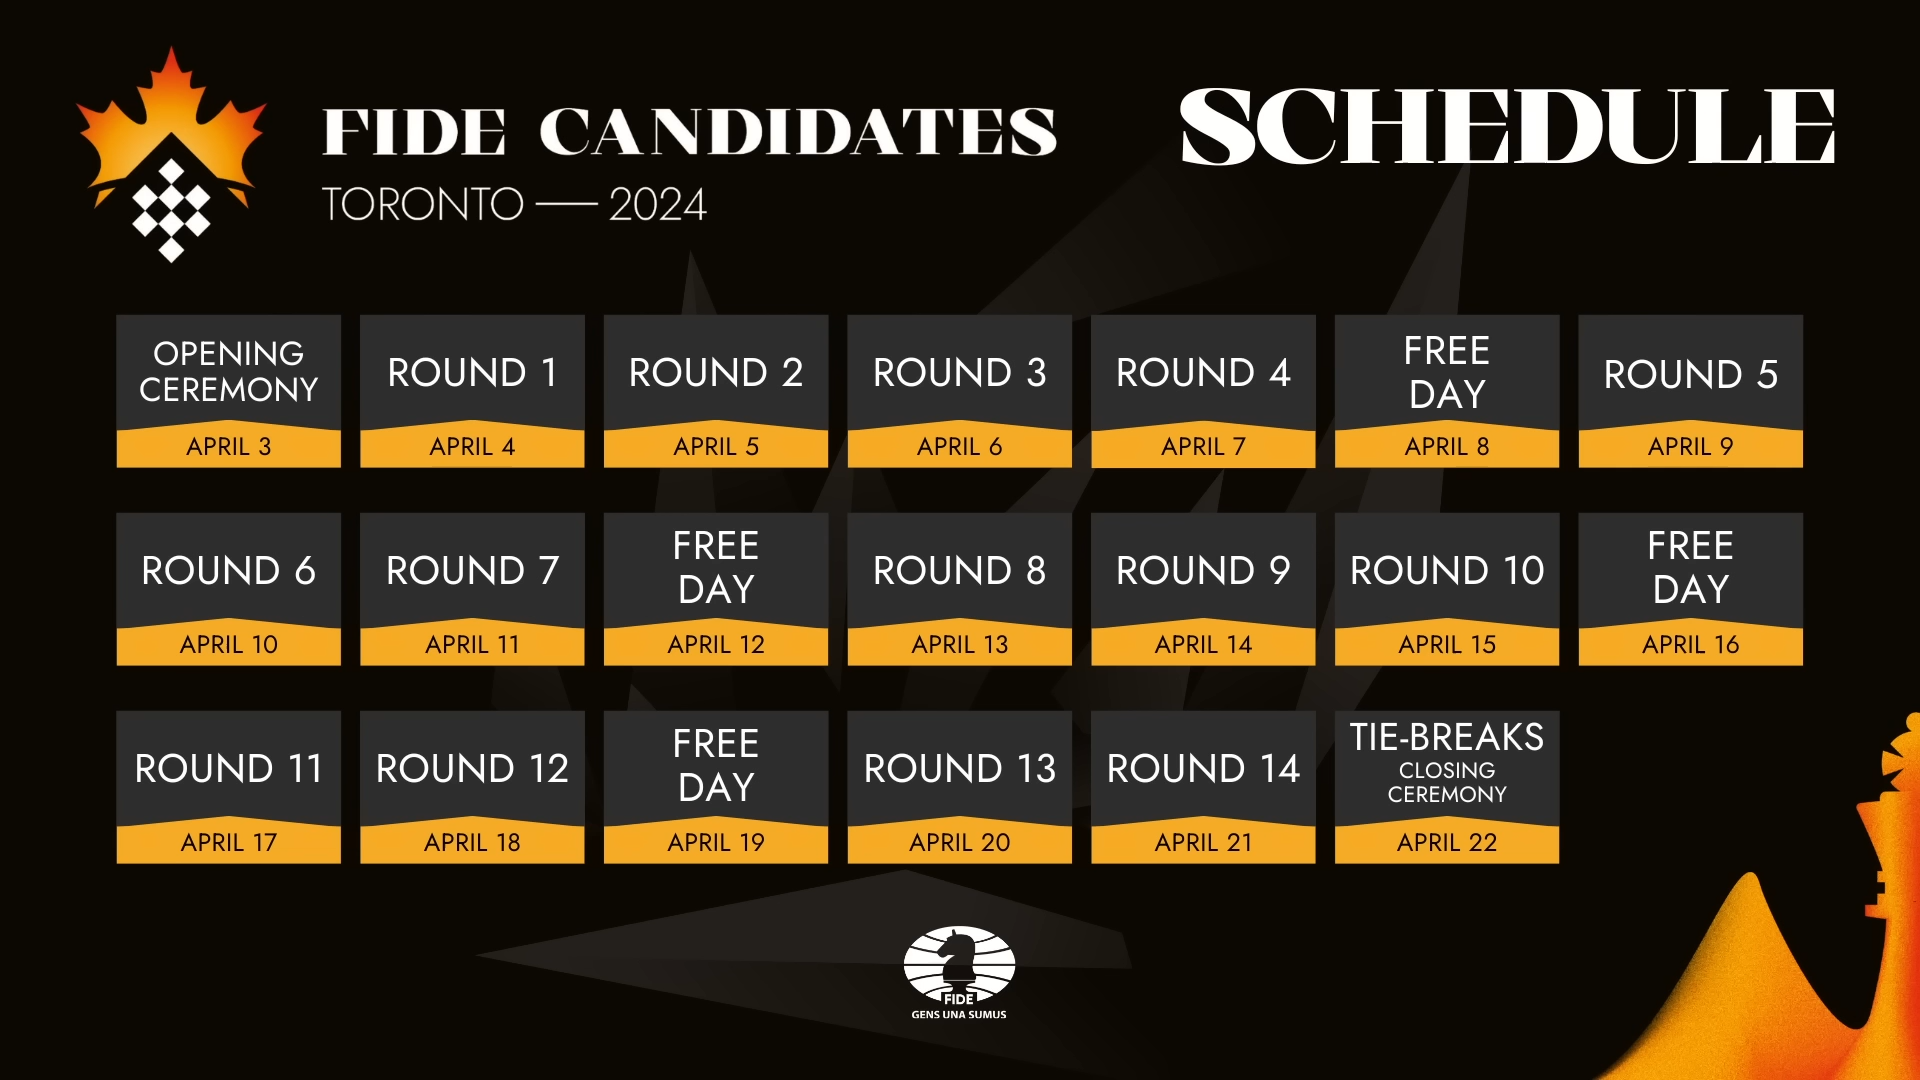 FIDE CANDIDATES
TORONTO — 2024
SCHEDULE
OPENING
CEREMONY
APRIL 3
ROUND 1
APRIL 4
ROUND 2
APRIL 5
ROUND 3
APRIL 6
ROUND 4
APRIL 7
FREE
DAY
APRIL 8
ROUND 5
APRIL 9
ROUND 6
APRIL 10
ROUND 7
APRIL 11
FREE
DAY
APRIL 12
ROUND 8
APRIL 13
ROUND 9
APRIL 14
ROUND 10
APRIL 15
FREE
DAY
APRIL 16
ROUND 11
APRIL 17
ROUND 12
APRIL 18
FREE
DAY
APRIL 19
ROUND 13
APRIL 20
ROUND 14
APRIL 21
TIE-BREAKS
CLOSING
CEREMONY
APRIL 22
FIDE
GENS UNA SUMUS